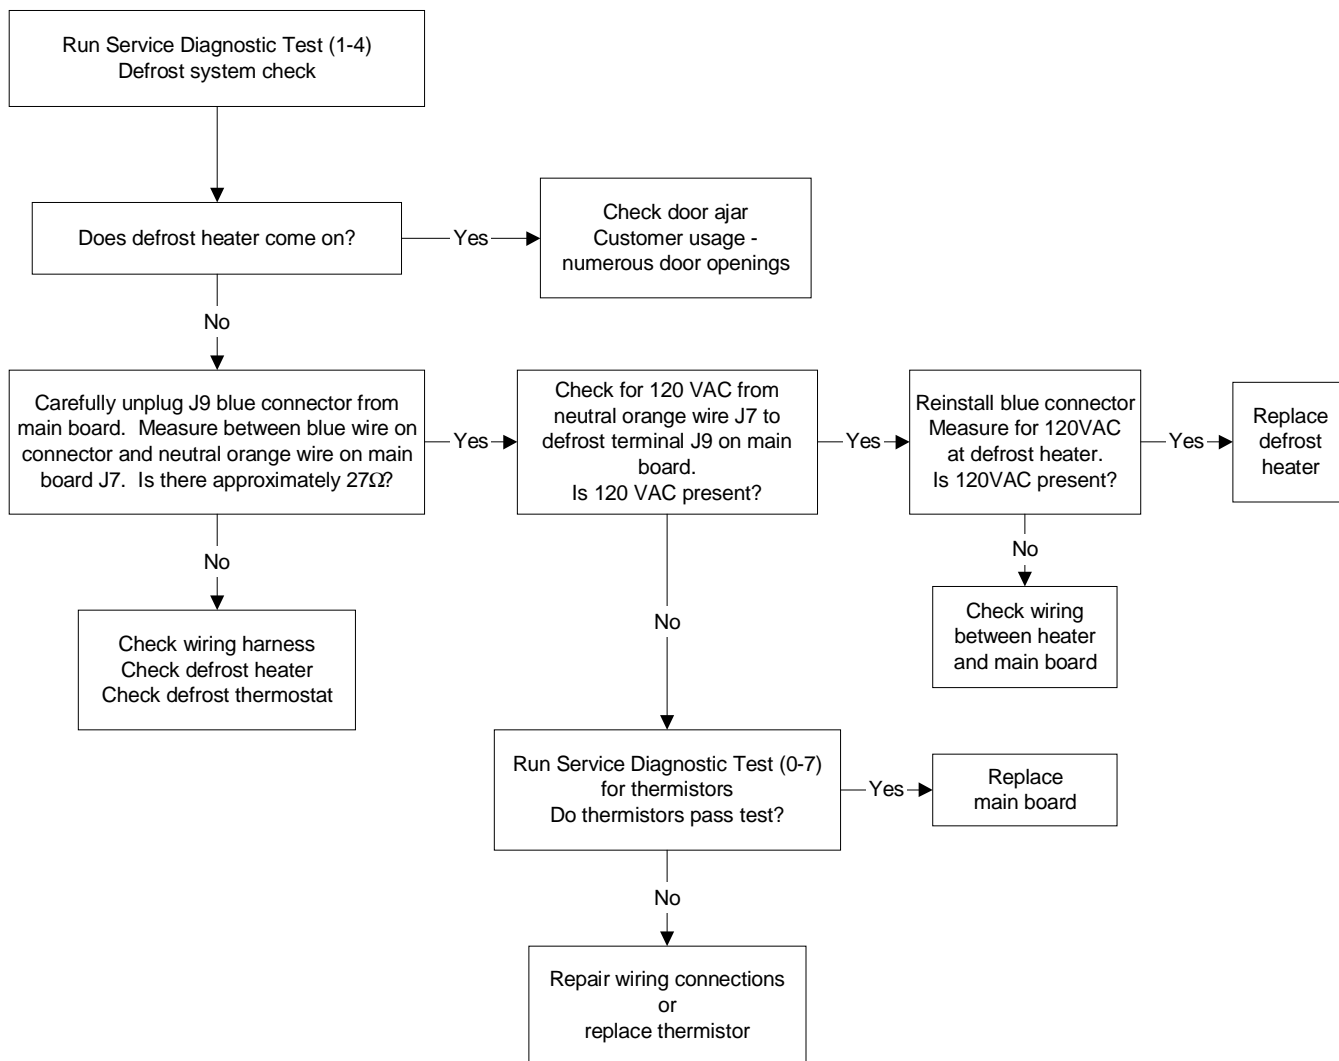 Run Service Diagnostic Test (1-4)
Defrost system check
Does defrost heater come on?
Yes
Check door ajar
Customer usage -
numerous door openings
No
Carefully unplug J9 blue connector from
main board.  Measure between blue wire on
connector and neutral orange wire on main
board J7.  Is there approximately 27Ω?
Yes
Check for 120 VAC from
neutral orange wire J7 to
defrost terminal J9 on main
board.
Is 120 VAC present?
Yes
Reinstall blue connector
Measure for 120VAC
at defrost heater.
Is 120VAC present?
Yes
Replace
defrost
heater
No
Check wiring harness
Check defrost heater
Check defrost thermostat
No
No
Check wiring
between heater
and main board
Run Service Diagnostic Test (0-7)
for thermistors
Do thermistors pass test?
Yes
Replace
main board
No
Repair wiring connections
or
replace thermistor